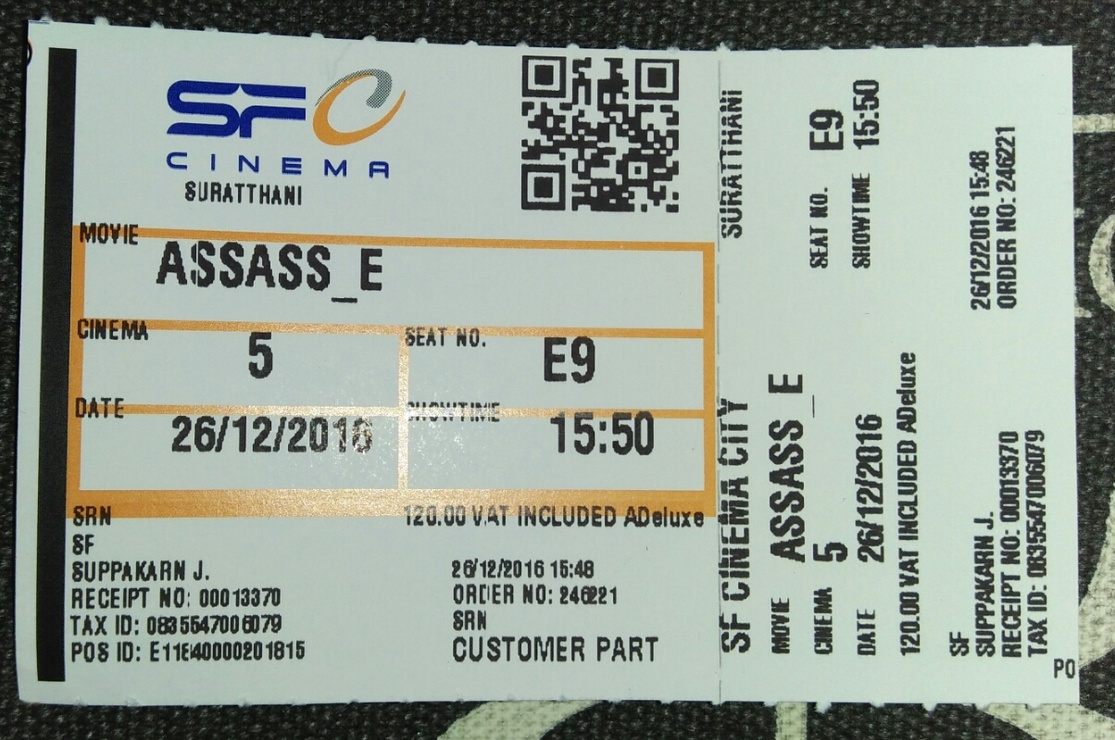 SFC
CINEMA
SURATTHANI
MOVIE
ASSASS_E
CINEMA
5
SEAT NO.
E9
DATE
26/12/2016
SHOWTIME
15:50
SRN
120.00 VAT INCLUDED ADeluxe
SF
SUPPAKARN J.
26/12/2016 15:48
RECEIPT NO: 00013370
ORDER NO: 246221
TAX ID: 0835547006079
SRN
POS ID: E11E40000201815
CUSTOMER PART
SF CINEMA CITY SURATTHANI
MOVIE ASSASS_E
CINEMA 5 SEAT NO. E9
DATE 26/12/2016 SHOWTIME 15:50
120.00 VAT INCLUDED ADeluxe
SF
SUPPAKARN J. 26/12/2016 15:48
RECEIPT NO: 00013370 ORDER NO: 246221
TAX ID: 0835547006079
PO